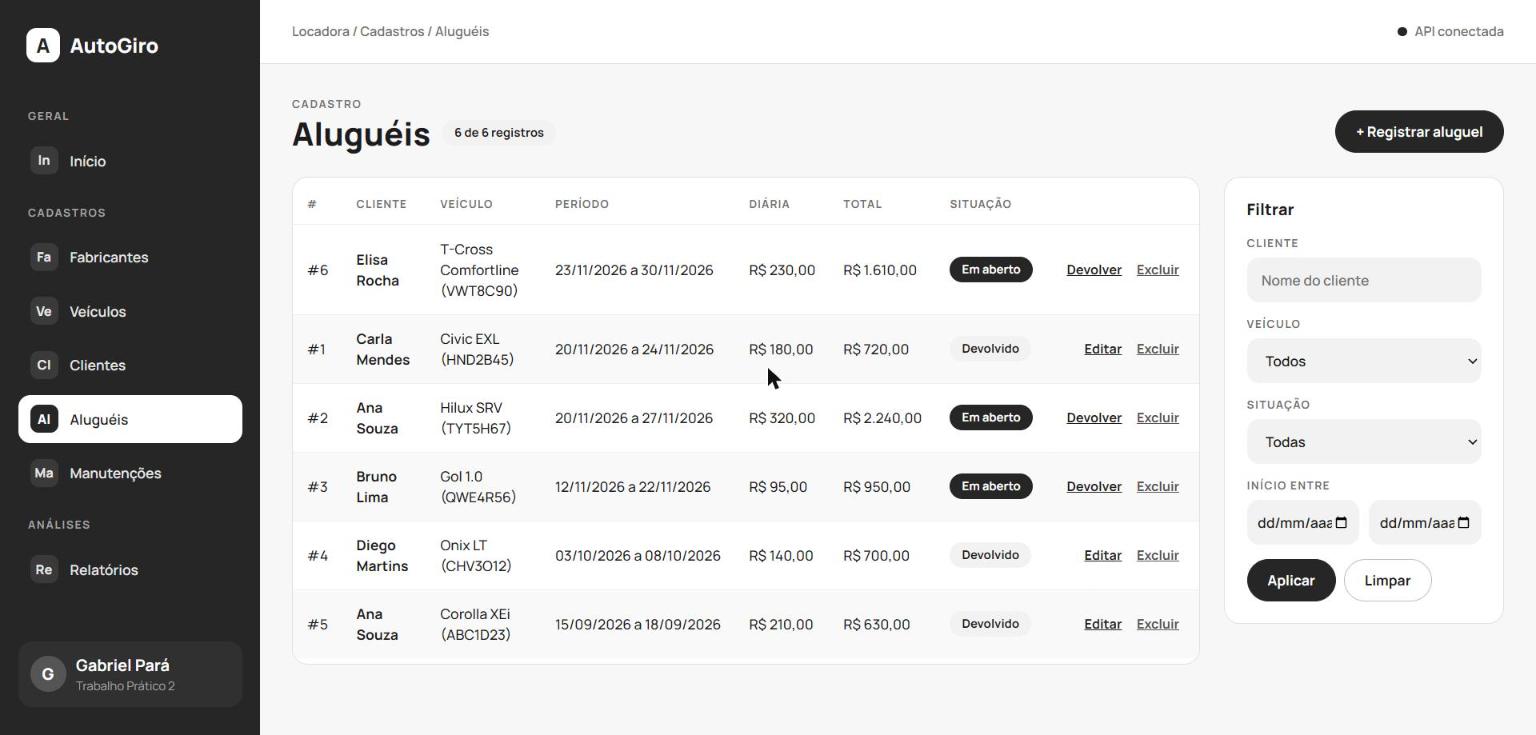 A AutoGiro
GERAL
In Início
CADASTROS
Fa Fabricantes
Ve Veículos
Cl Clientes
Al Aluguéis
Ma Manutenções
ANÁLISES
Re Relatórios
G Gabriel Pará
Trabalho Prático 2
Locadora / Cadastros / Aluguéis
API conectada
CADASTRO
Aluguéis 6 de 6 registros
+ Registrar aluguel
# CLIENTE VEÍCULO PERÍODO DIÁRIA TOTAL SITUAÇÃO
#6 Elisa Rocha T-Cross Comfortline (VWT8C90) 23/11/2026 a 30/11/2026 R$ 230,00 R$ 1.610,00 Em aberto Devolver Excluir
#1 Carla Mendes Civic EXL (HND2B45) 20/11/2026 a 24/11/2026 R$ 180,00 R$ 720,00 Devolvido Editar Excluir
#2 Ana Souza Hilux SRV (TYT5H67) 20/11/2026 a 27/11/2026 R$ 320,00 R$ 2.240,00 Em aberto Devolver Excluir
#3 Bruno Lima Gol 1.0 (QWE4R56) 12/11/2026 a 22/11/2026 R$ 95,00 R$ 950,00 Em aberto Devolver Excluir
#4 Diego Martins Onix LT (CHV3O12) 03/10/2026 a 08/10/2026 R$ 140,00 R$ 700,00 Devolvido Editar Excluir
#5 Ana Souza Corolla XEi (ABC1D23) 15/09/2026 a 18/09/2026 R$ 210,00 R$ 630,00 Devolvido Editar Excluir
Filtrar
CLIENTE
Nome do cliente
VEÍCULO
Todos
SITUAÇÃO
Todas
INÍCIO ENTRE
dd/mm/aaa dd/mm/aaa
Aplicar Limpar